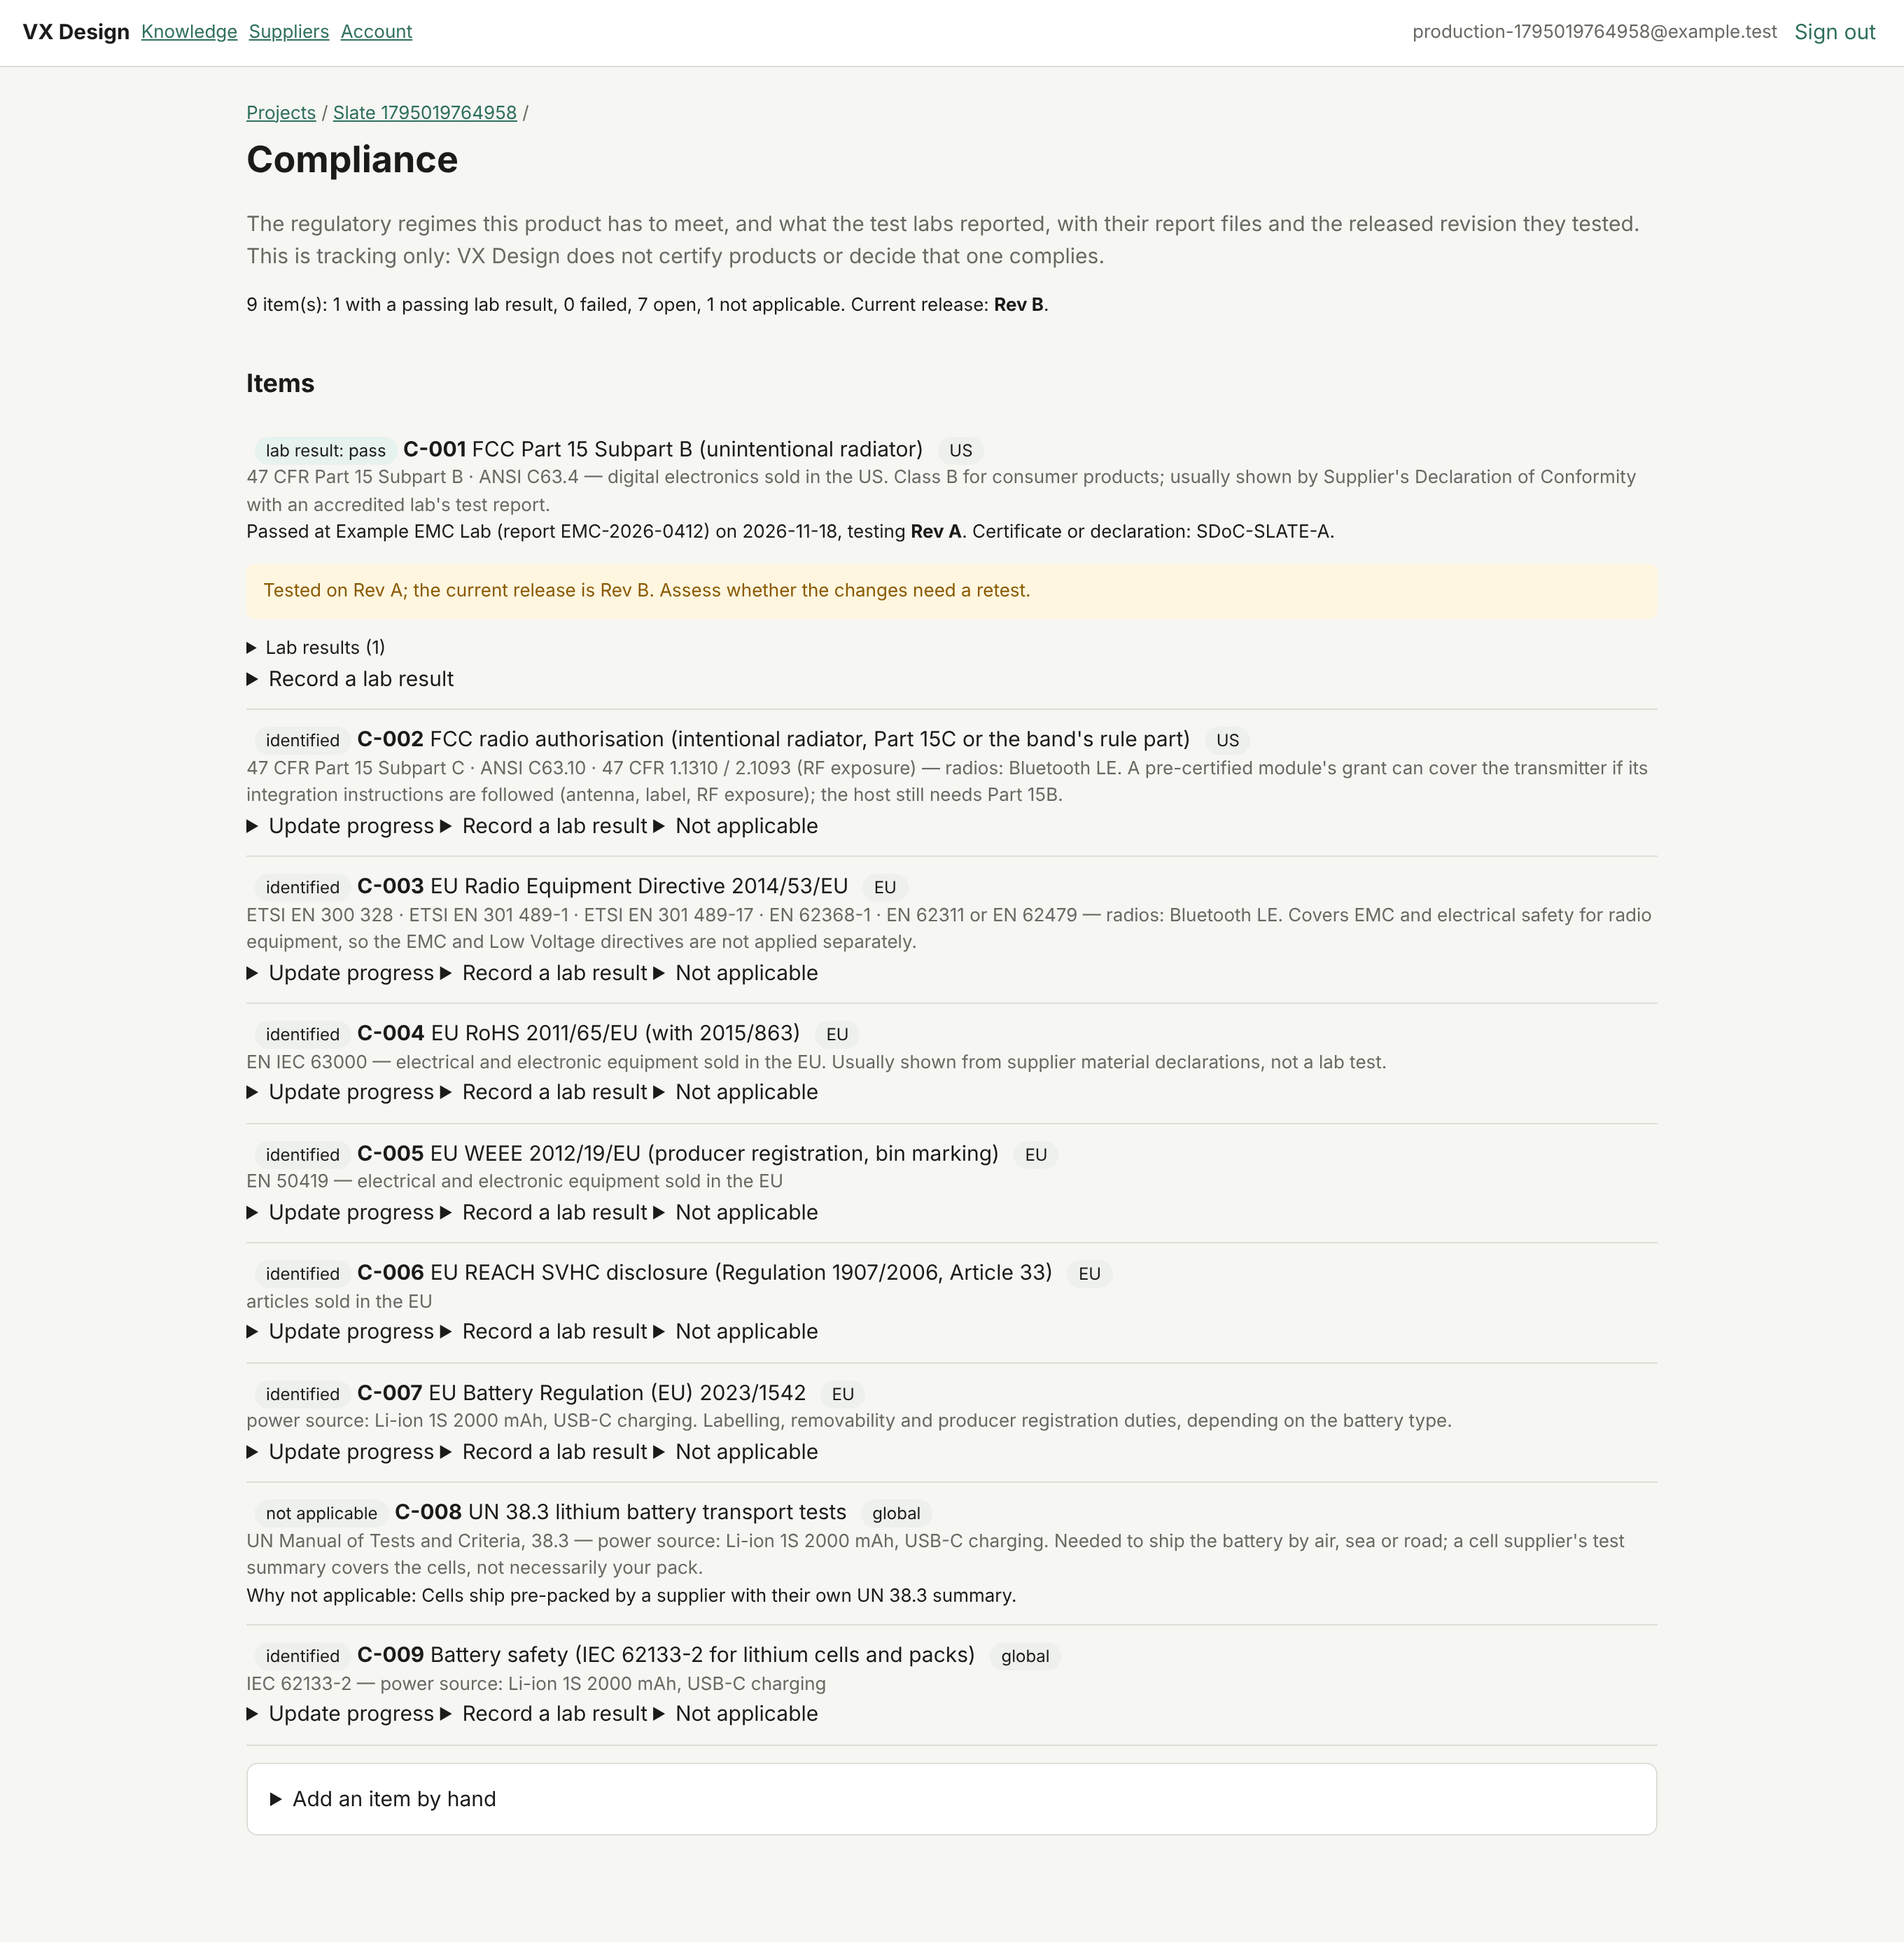 VX Design Knowledge Suppliers Account production-1795019764958@example.test Sign out
Projects / Slate 1795019764958 /
Compliance
The regulatory regimes this product has to meet, and what the test labs reported, with their report files and the released revision they tested.
This is tracking only: VX Design does not certify products or decide that one complies.
9 item(s): 1 with a passing lab result, 0 failed, 7 open, 1 not applicable. Current release: Rev B.
Items
lab result: pass C-001 FCC Part 15 Subpart B (unintentional radiator) US
47 CFR Part 15 Subpart B · ANSI C63.4 — digital electronics sold in the US. Class B for consumer products; usually shown by Supplier's Declaration of Conformity
with an accredited lab's test report.
Passed at Example EMC Lab (report EMC-2026-0412) on 2026-11-18, testing Rev A. Certificate or declaration: SDoC-SLATE-A.
Tested on Rev A; the current release is Rev B. Assess whether the changes need a retest.
▶ Lab results (1)
▶ Record a lab result
identified C-002 FCC radio authorisation (intentional radiator, Part 15C or the band's rule part) US
47 CFR Part 15 Subpart C · ANSI C63.10 · 47 CFR 1.1310 / 2.1093 (RF exposure) — radios: Bluetooth LE. A pre-certified module's grant can cover the transmitter if its
integration instructions are followed (antenna, label, RF exposure); the host still needs Part 15B.
▶ Update progress ▶ Record a lab result ▶ Not applicable
identified C-003 EU Radio Equipment Directive 2014/53/EU EU
ETSI EN 300 328 · ETSI EN 301 489-1 · ETSI EN 301 489-17 · EN 62368-1 · EN 62311 or EN 62479 — radios: Bluetooth LE. Covers EMC and electrical safety for radio
equipment, so the EMC and Low Voltage directives are not applied separately.
▶ Update progress ▶ Record a lab result ▶ Not applicable
identified C-004 EU RoHS 2011/65/EU (with 2015/863) EU
EN IEC 63000 — electrical and electronic equipment sold in the EU. Usually shown from supplier material declarations, not a lab test.
▶ Update progress ▶ Record a lab result ▶ Not applicable
identified C-005 EU WEEE 2012/19/EU (producer registration, bin marking) EU
EN 50419 — electrical and electronic equipment sold in the EU
▶ Update progress ▶ Record a lab result ▶ Not applicable
identified C-006 EU REACH SVHC disclosure (Regulation 1907/2006, Article 33) EU
articles sold in the EU
▶ Update progress ▶ Record a lab result ▶ Not applicable
identified C-007 EU Battery Regulation (EU) 2023/1542 EU
power source: Li-ion 1S 2000 mAh, USB-C charging. Labelling, removability and producer registration duties, depending on the battery type.
▶ Update progress ▶ Record a lab result ▶ Not applicable
not applicable C-008 UN 38.3 lithium battery transport tests global
UN Manual of Tests and Criteria, 38.3 — power source: Li-ion 1S 2000 mAh, USB-C charging. Needed to ship the battery by air, sea or road; a cell supplier's test
summary covers the cells, not necessarily your pack.
Why not applicable: Cells ship pre-packed by a supplier with their own UN 38.3 summary.
identified C-009 Battery safety (IEC 62133-2 for lithium cells and packs) global
IEC 62133-2 — power source: Li-ion 1S 2000 mAh, USB-C charging
▶ Update progress ▶ Record a lab result ▶ Not applicable
▶ Add an item by hand